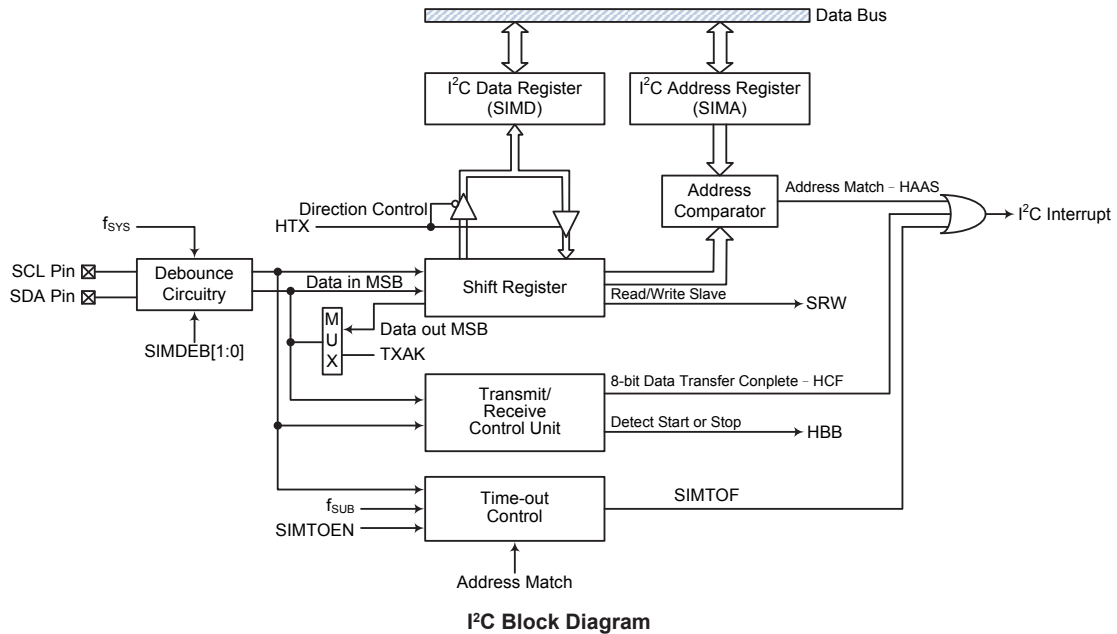 Data Bus
I²C Data Register
(SIMD)
I²C Address Register
(SIMA)
Address
Comparator
Address Match - HAAS
I²C Interrupt
Direction Control
HTX
fSYS
SCL Pin
SDA Pin
Debounce
Circuitry
SIMDEB[1:0]
Data in MSB
Shift Register
Read/Write Slave
SRW
M
U
X
Data out MSB
TXAK
Transmit/
Receive
Control Unit
8-bit Data Transfer Conplete - HCF
Detect Start or Stop
HBB
fSUB
SIMTOEN
Time-out
Control
SIMTOF
Address Match
I²C Block Diagram